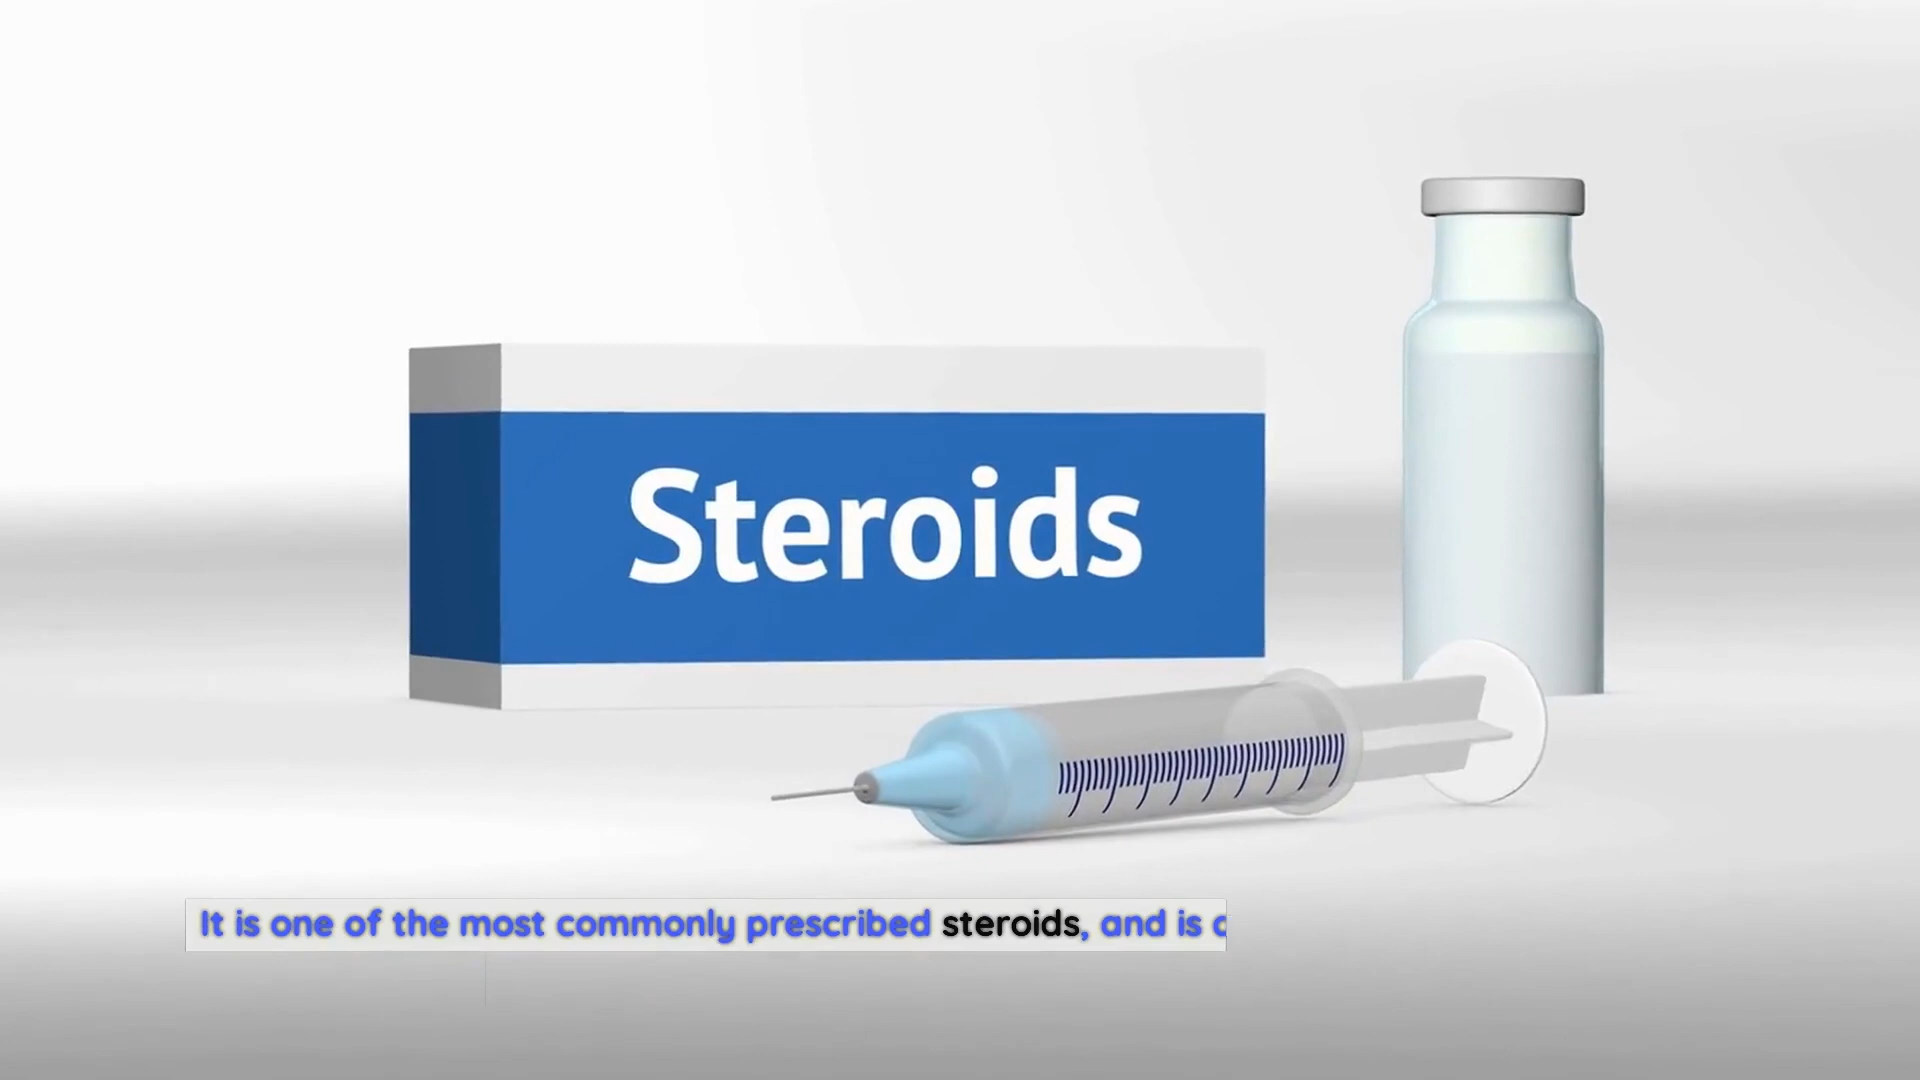 Steroids
It is one of the most commonly prescribed steroids, and is